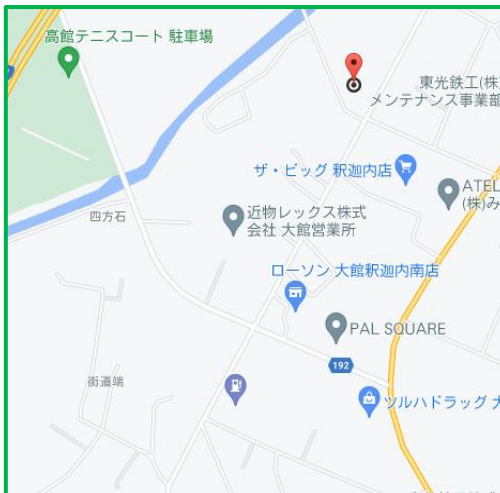 高館テニスコート 駐車場
東光鉄工(株)
メンテナンス事業部
ザ・ビッグ 釈迦内店
ATEL
(株)み
四方石
近物レックス株式
会社 大館営業所
ローソン 大館釈迦内南店
PAL SQUARE
192
街道端
ツルハドラッグ 大